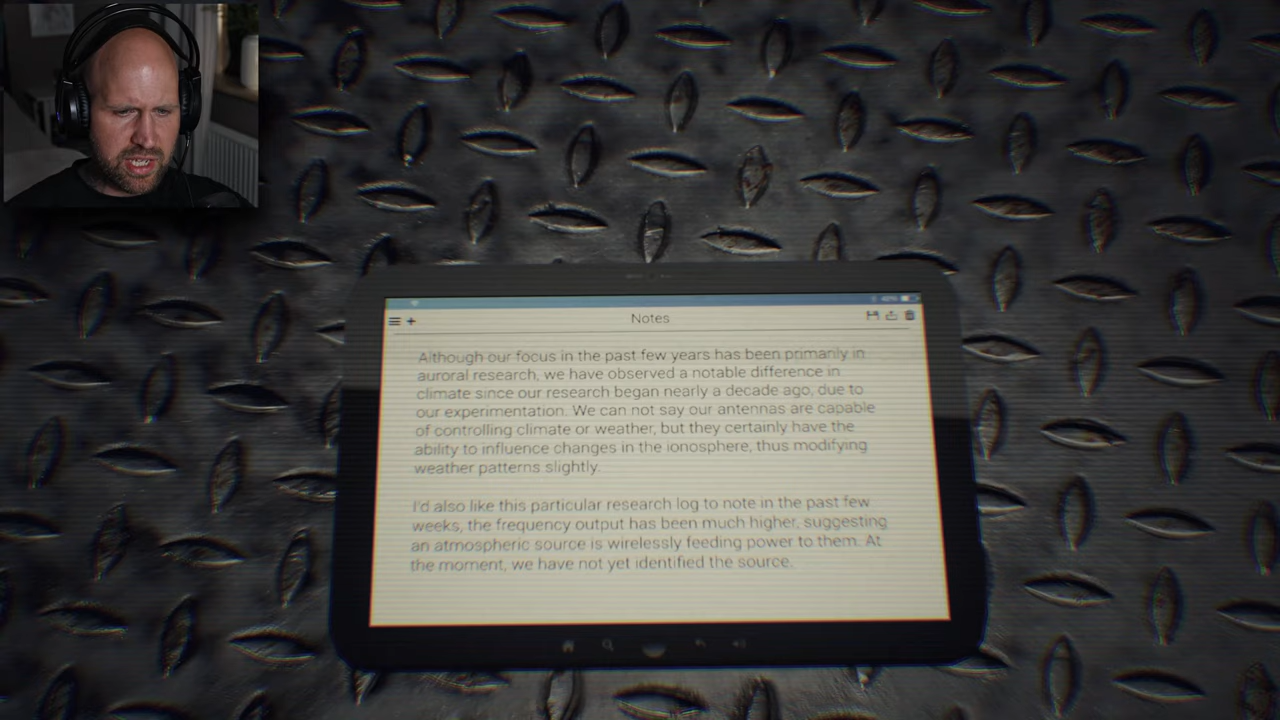 42%
Notes
Although our focus in the past few years has been primarily in
auroral research, we have observed a notable difference in
climate since our research began nearly a decade ago, due to
our experimentation. We can not say our antennas are capable
of controlling climate or weather, but they certainly have the
ability to influence changes in the ionosphere, thus modifying
weather patterns slightly.
I'd also like this particular research log to note in the past few
weeks, the frequency output has been much higher, suggesting
an atmospheric source is wirelessly feeding power to them. At
the moment, we have not yet identified the source.